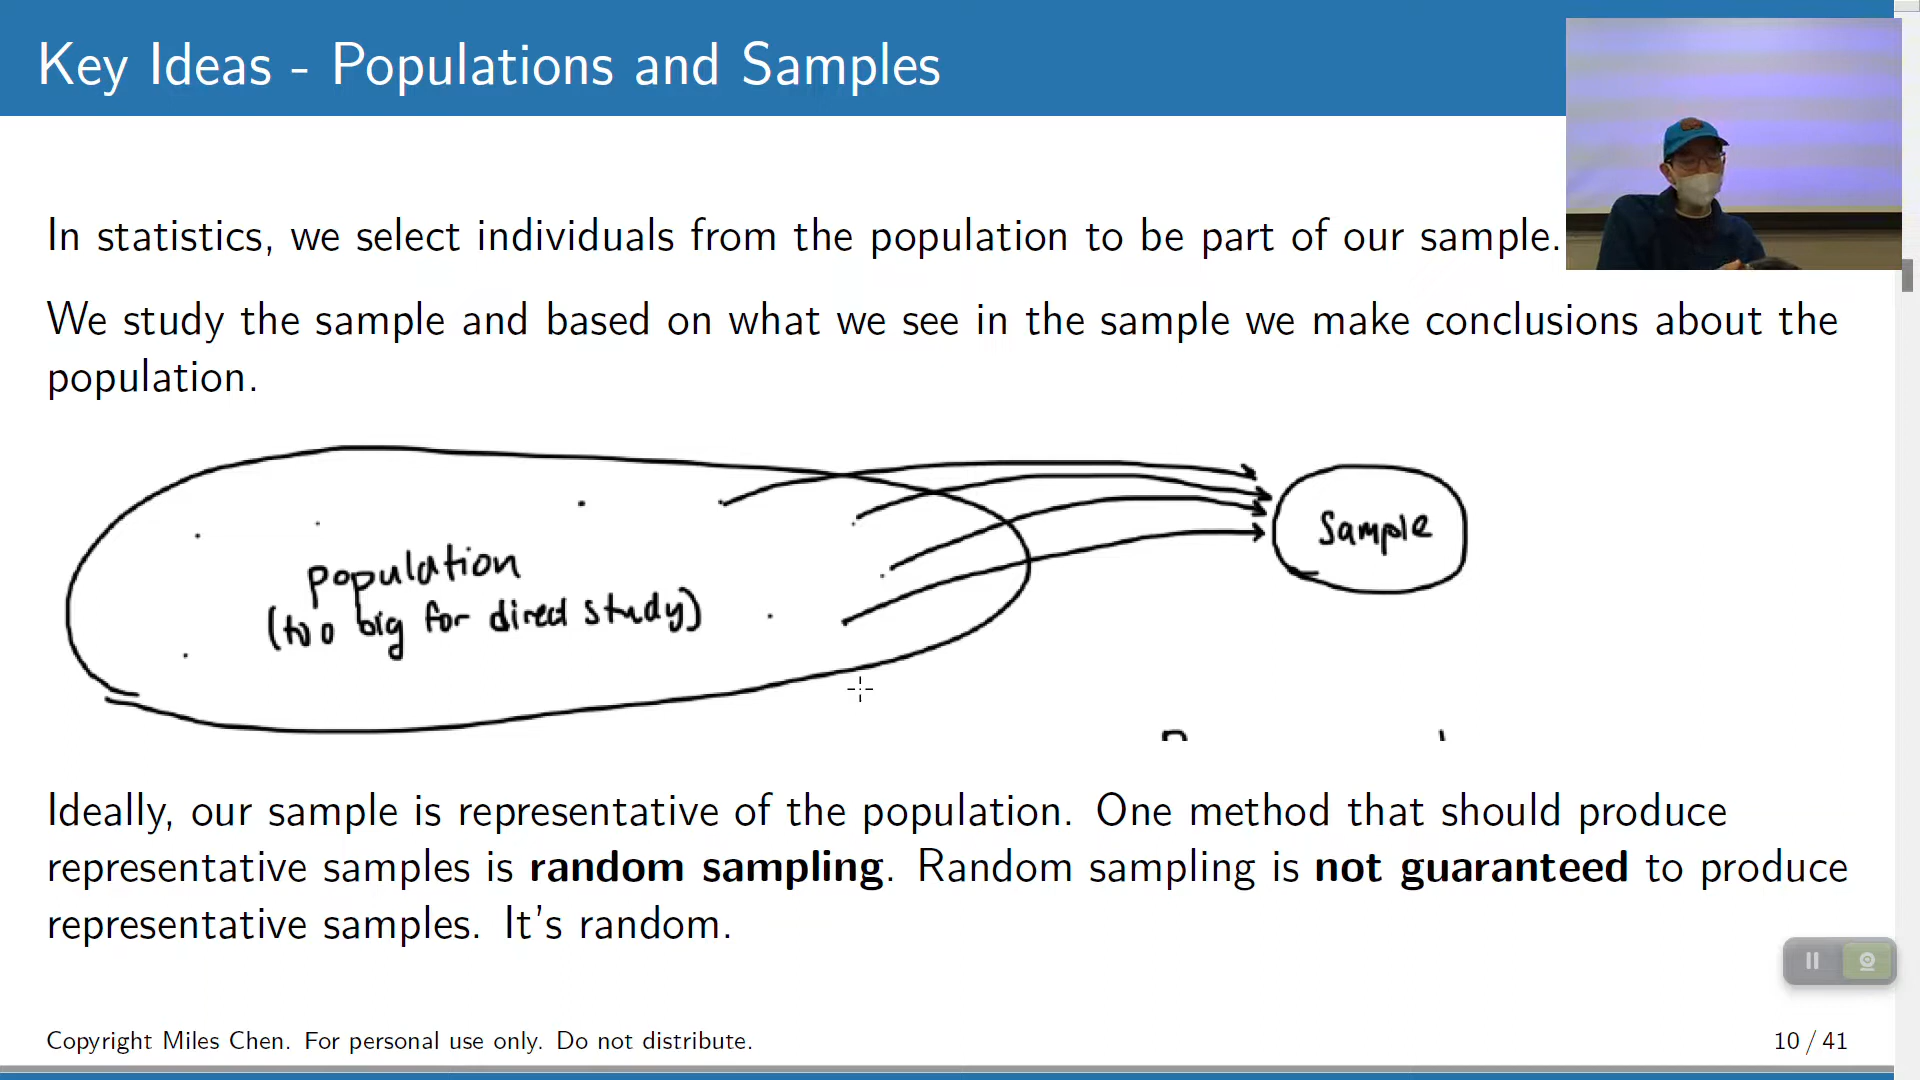 Key Ideas - Populations and Samples
In statistics, we select individuals from the population to be part of our sample.
We study the sample and based on what we see in the sample we make conclusions about the
population.
population
(too big for direct study)
Sample
Ideally, our sample is representative of the population. One method that should produce
representative samples is random sampling. Random sampling is not guaranteed to produce
representative samples. It's random.
Copyright Miles Chen. For personal use only. Do not distribute.
10 / 41